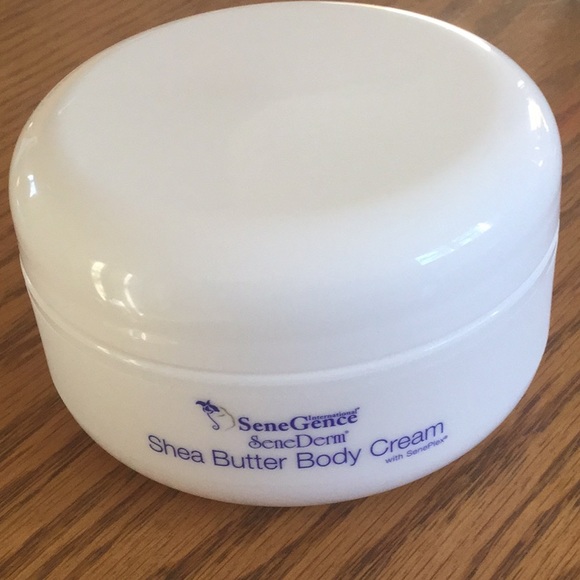 International®
SeneGence
SeneDerm®
Shea Butter Body Cream
with SenePlex®